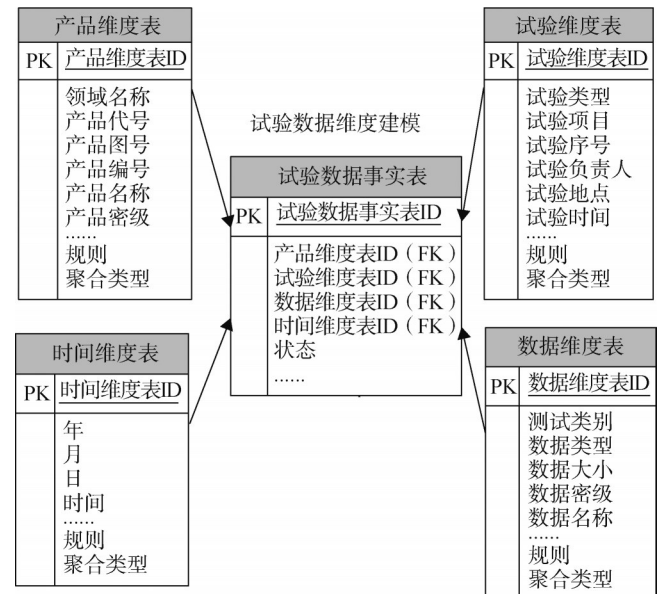 产品维度表
PK 产品维度表ID
领域名称
产品代号
产品图号
产品编号
产品名称
产品密级
......
规则
聚合类型
试验维度表
PK 试验维度表ID
试验类型
试验项目
试验序号
试验负责人
试验地点
试验时间
......
规则
聚合类型
试验数据维度建模
试验数据事实表
PK 试验数据事实表ID
产品维度表ID（FK）
试验维度表ID（FK）
数据维度表ID（FK）
时间维度表ID（FK）
状态
......
时间维度表
PK 时间维度表ID
年
月
日
时间
......
规则
聚合类型
数据维度表
PK 数据维度表ID
测试类别
数据类型
数据大小
数据密级
数据名称
......
规则
聚合类型